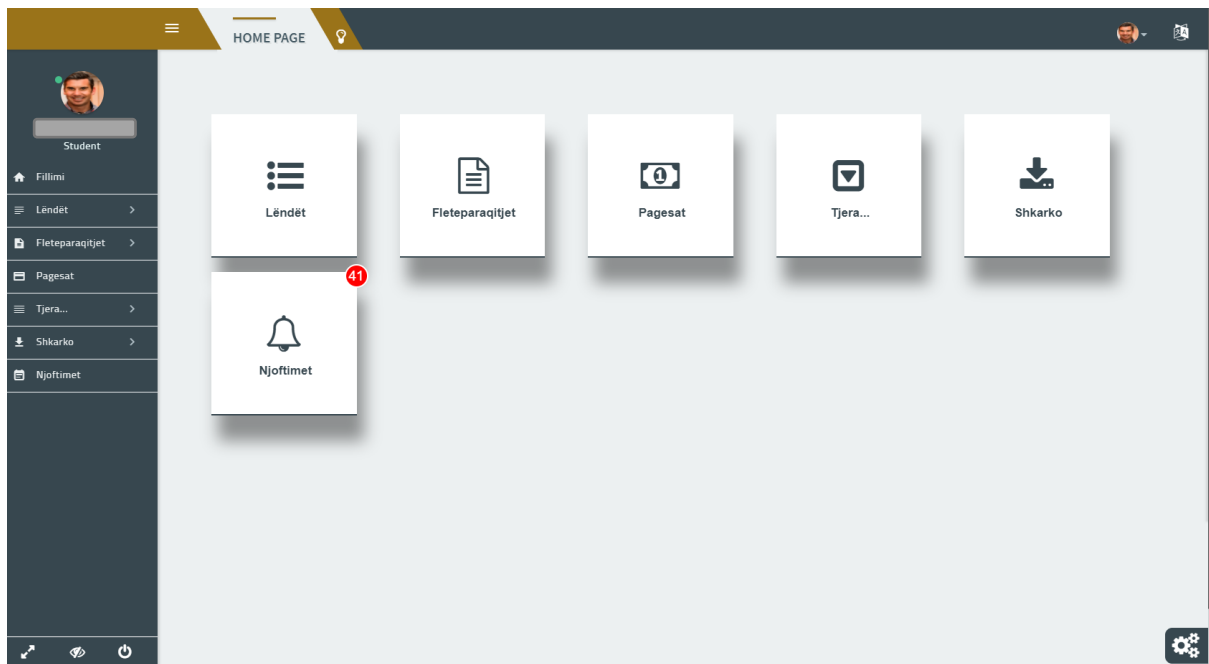 HOME PAGE
Student
Fillimi
Lëndët
Fleteparaqitjet
Pagesat
Tjera...
Shkarko
Njoftimet
Lëndët
Fleteparaqitjet
Pagesat
Tjera...
Shkarko
41
Njoftimet